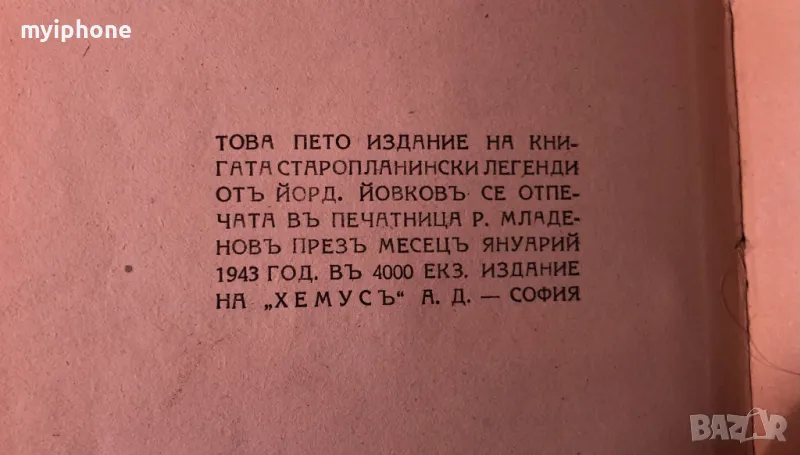 myiphone
ТОВА ПЕТО ИЗДАНИЕ НА КНИ-
ГАТА СТАРОПЛАНИНСКИ ЛЕГЕНДИ
ОТЪ ЙОРД. ЙОВКОВЪ СЕ ОТПЕ-
ЧАТА ВЪ ПЕЧАТНИЦА Р. МЛАДЕ-
НОВЪ ПРЕЗЪ МЕСЕЦЪ ЯНУАРИЙ
1943 ГОД. ВЪ 4000 ЕКЗ. ИЗДАНИЕ
НА „ХЕМУСЪ“ А. Д. — СОФИЯ
BAZAR